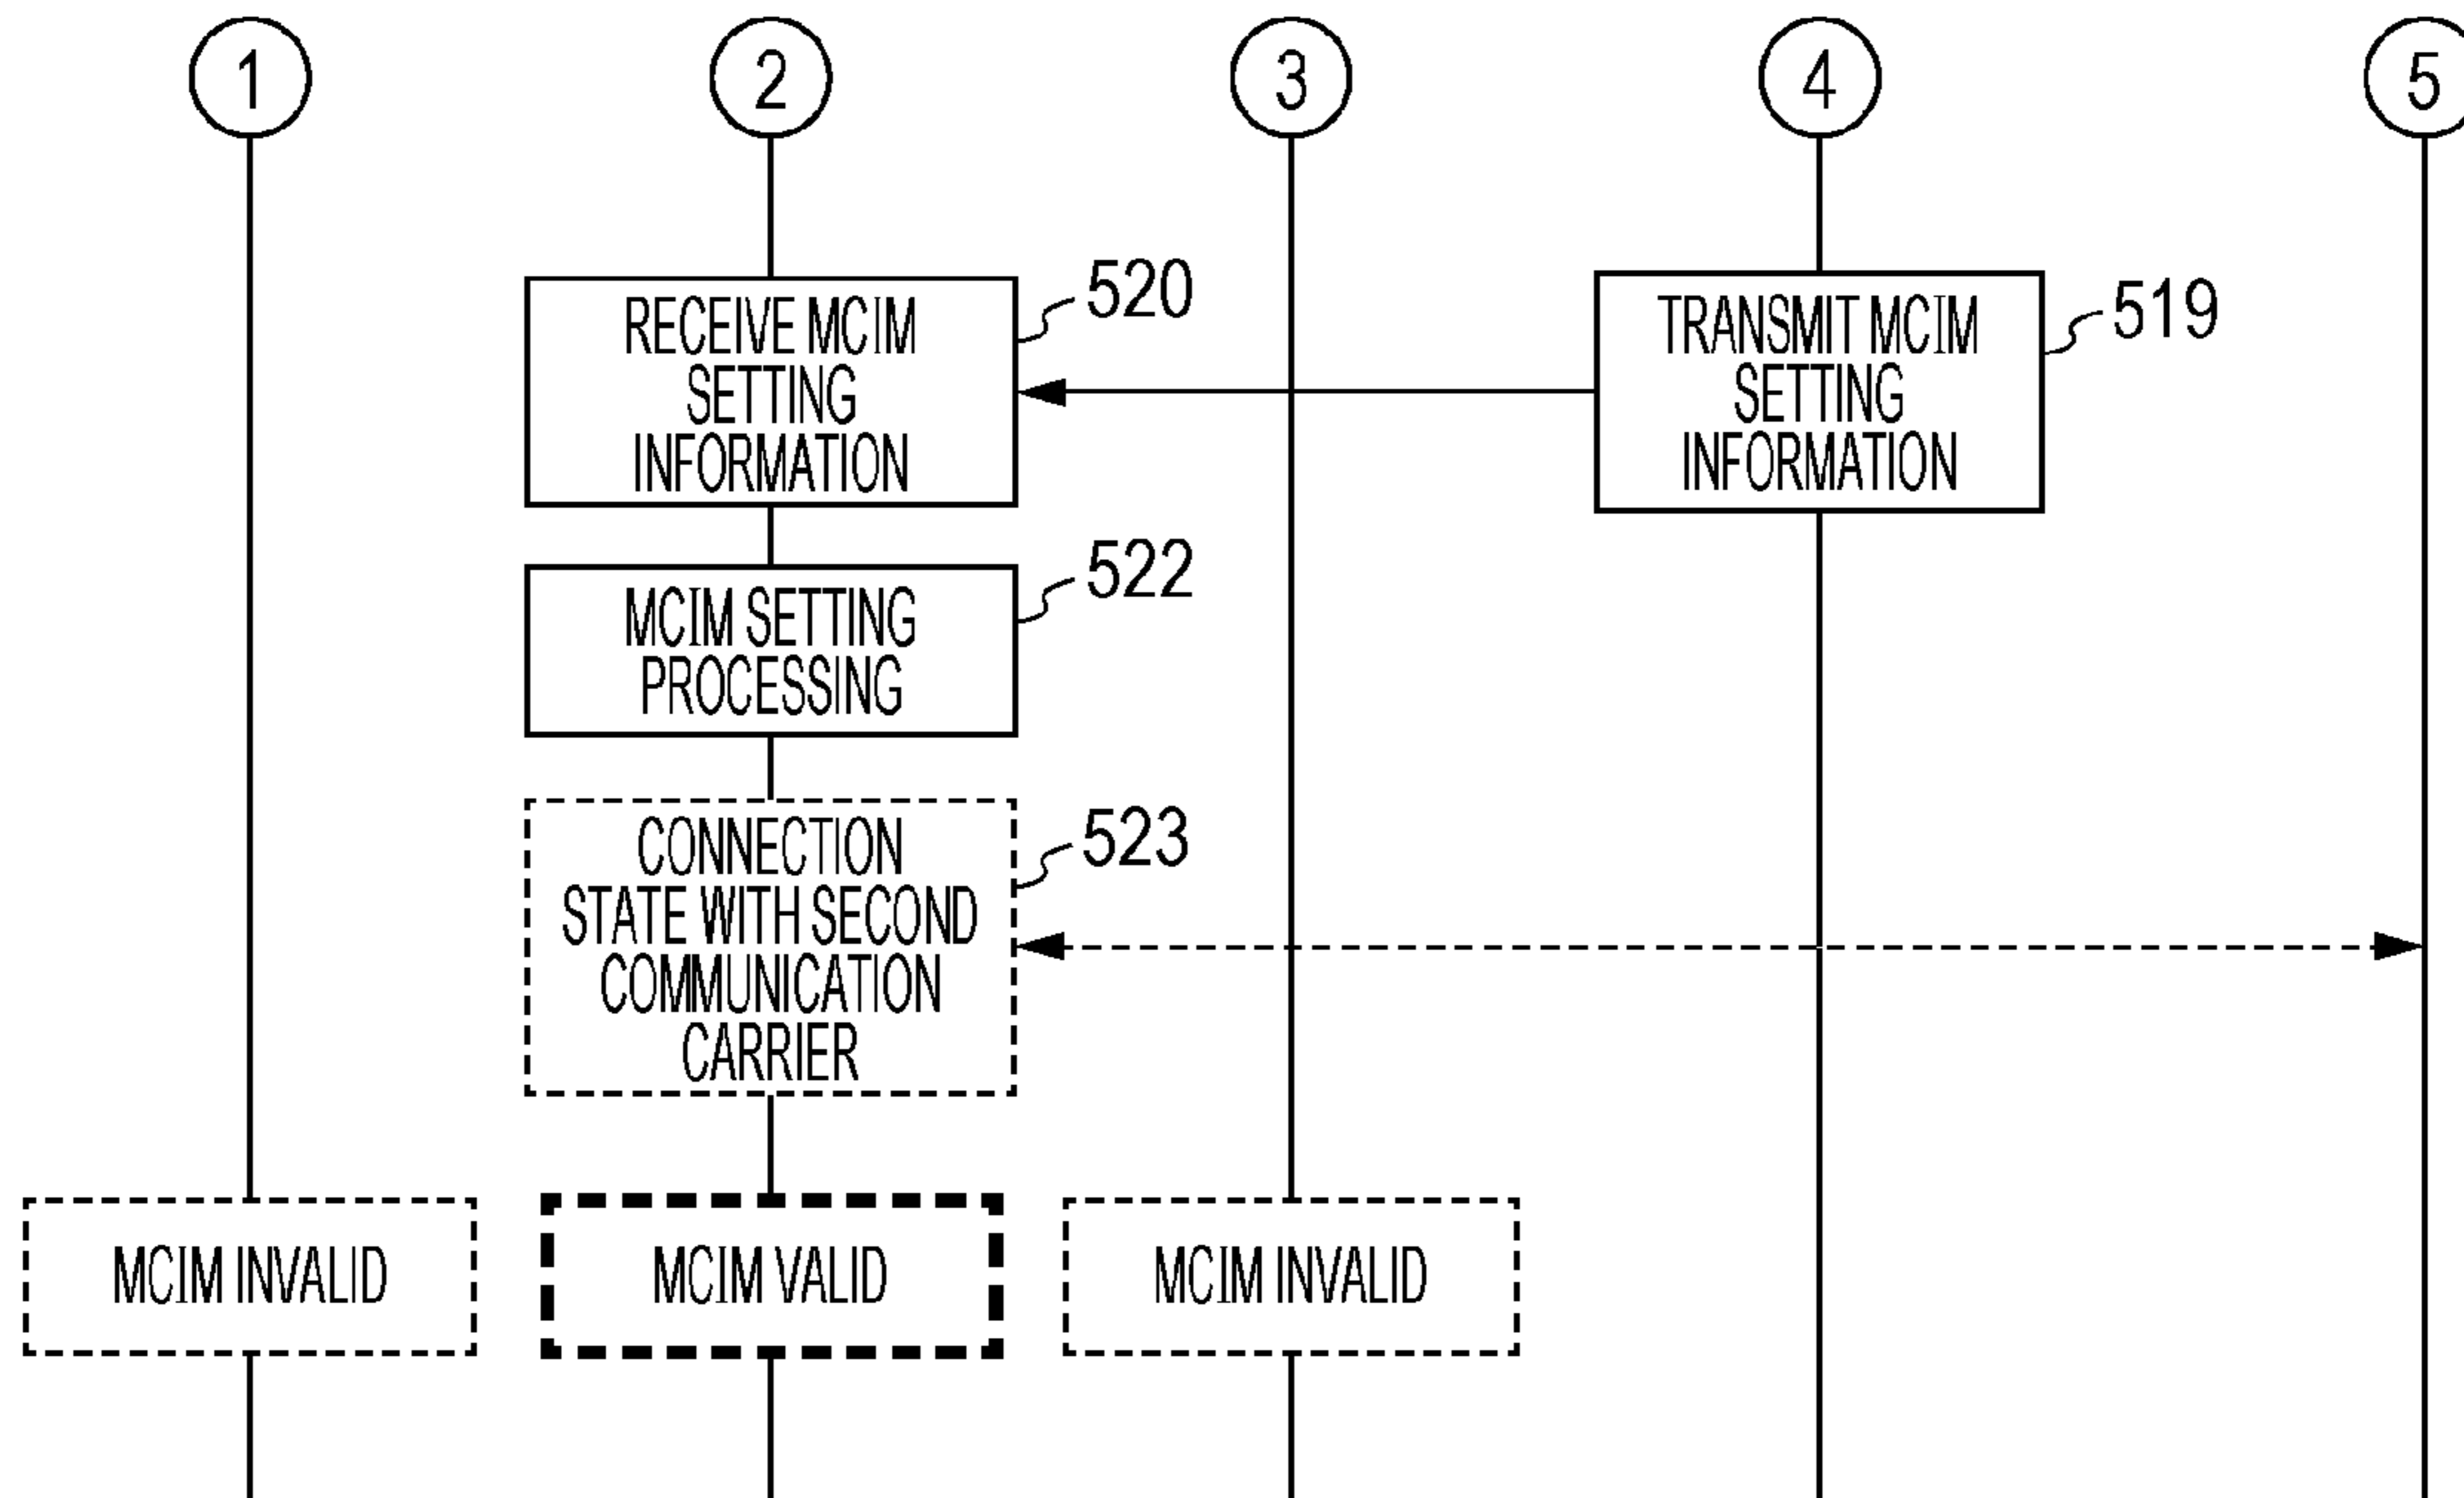 1
2
3
4
5
RECEIVE MCIM
SETTING
INFORMATION
520
TRANSMIT MCIM
SETTING
INFORMATION
519
MCIM SETTING
PROCESSING
522
CONNECTION
STATE WITH SECOND
COMMUNICATION
CARRIER
523
MCIM INVALID
MCIM VALID
MCIM INVALID